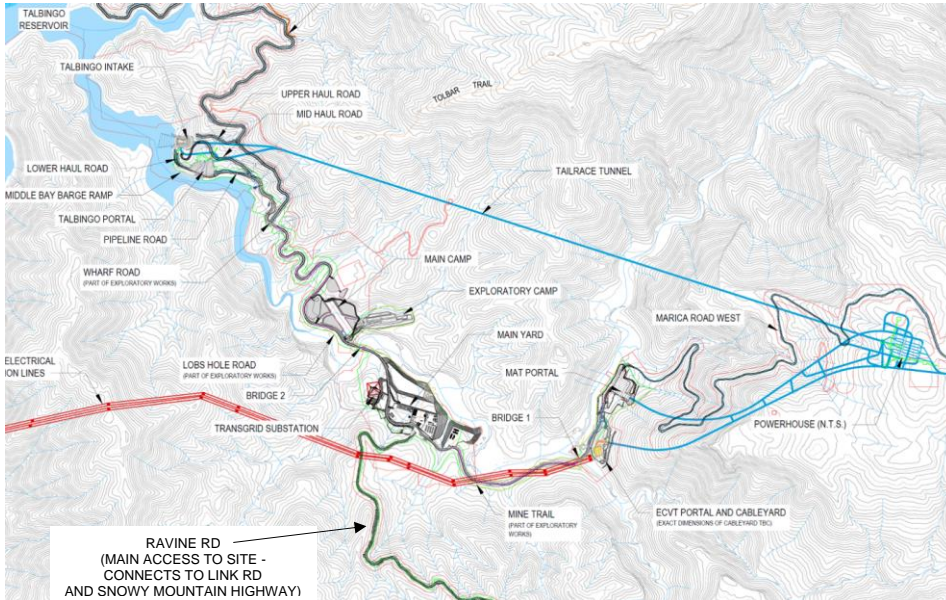 TALBINGO
RESERVOIR
TALBINGO INTAKE
UPPER HAUL ROAD
MID HAUL ROAD
TOLBAR TRAIL
LOWER HAUL ROAD
MIDDLE BAY BARGE RAMP
TAILRACE TUNNEL
TALBINGO PORTAL
PIPELINE ROAD
WHARF ROAD
(PART OF EXPLORATORY WORKS)
MAIN CAMP
EXPLORATORY CAMP
MARICA ROAD WEST
MAIN YARD
ELECTRICAL
ION LINES
LOBS HOLE ROAD
(PART OF EXPLORATORY WORKS)
MAT PORTAL
BRIDGE 2
BRIDGE 1
TRANSGRID SUBSTATION
POWERHOUSE (N.T.S.)
MINE TRAIL
(PART OF EXPLORATORY
WORKS)
ECVT PORTAL AND CABLEYARD
(EXACT DIMENSIONS OF CABLEYARD TBC)
RAVINE RD
(MAIN ACCESS TO SITE -
CONNECTS TO LINK RD
AND SNOWY MOUNTAIN HIGHWAY)